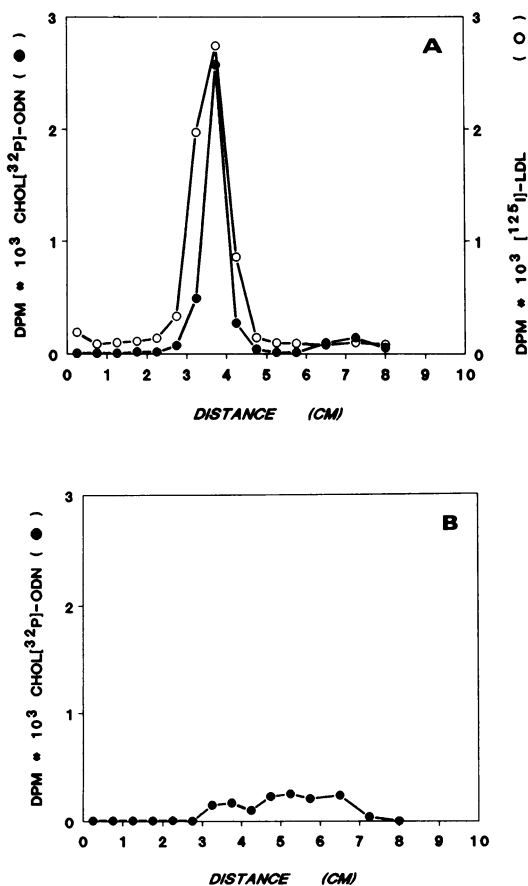 A
DPM * 10³ CHOL[³²P]-ODN ( ● )
DPM * 10³ [¹²⁵I]-LDL ( ○ )
3
2
1
0
3
2
1
0
0 1 2 3 4 5 6 7 8 9 10
DISTANCE (CM)
B
DPM * 10³ CHOL[³²P]-ODN ( ● )
3
2
1
0
0 1 2 3 4 5 6 7 8 9 10
DISTANCE (CM)